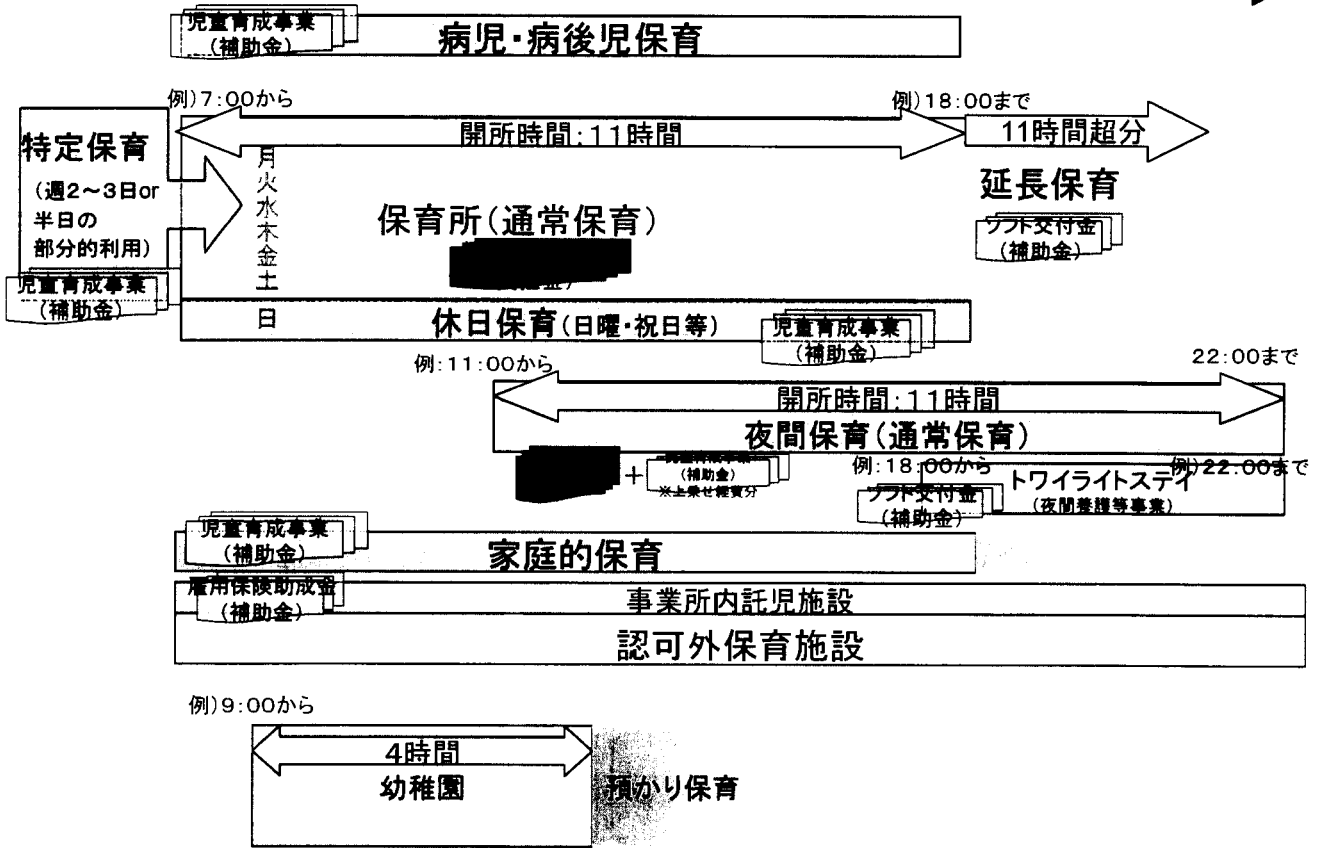 児童育成事業
(補助金)
病児・病後児保育
例)7:00から
例)18:00まで
特定保育
(週2~3日or
半日の
部分的利用)
児童育成事業
(補助金)
開所時間:11時間
11時間超分
月
火
水
木
金
土
日
保育所(通常保育)
延長保育
ソフト交付金
(補助金)
休日保育(日曜・祝日等)
児童育成事業
(補助金)
例:11:00から
22:00まで
開所時間:11時間
夜間保育(通常保育)
+
(補助金)
※上乗せ経費分
例:18:00から
例)22:00まで
ソフト交付金
(補助金)
トワイライトステイ
(夜間養護等事業)
児童育成事業
(補助金)
家庭的保育
雇用保険助成金
(補助金)
事業所内託児施設
認可外保育施設
例)9:00から
4時間
幼稚園
預かり保育